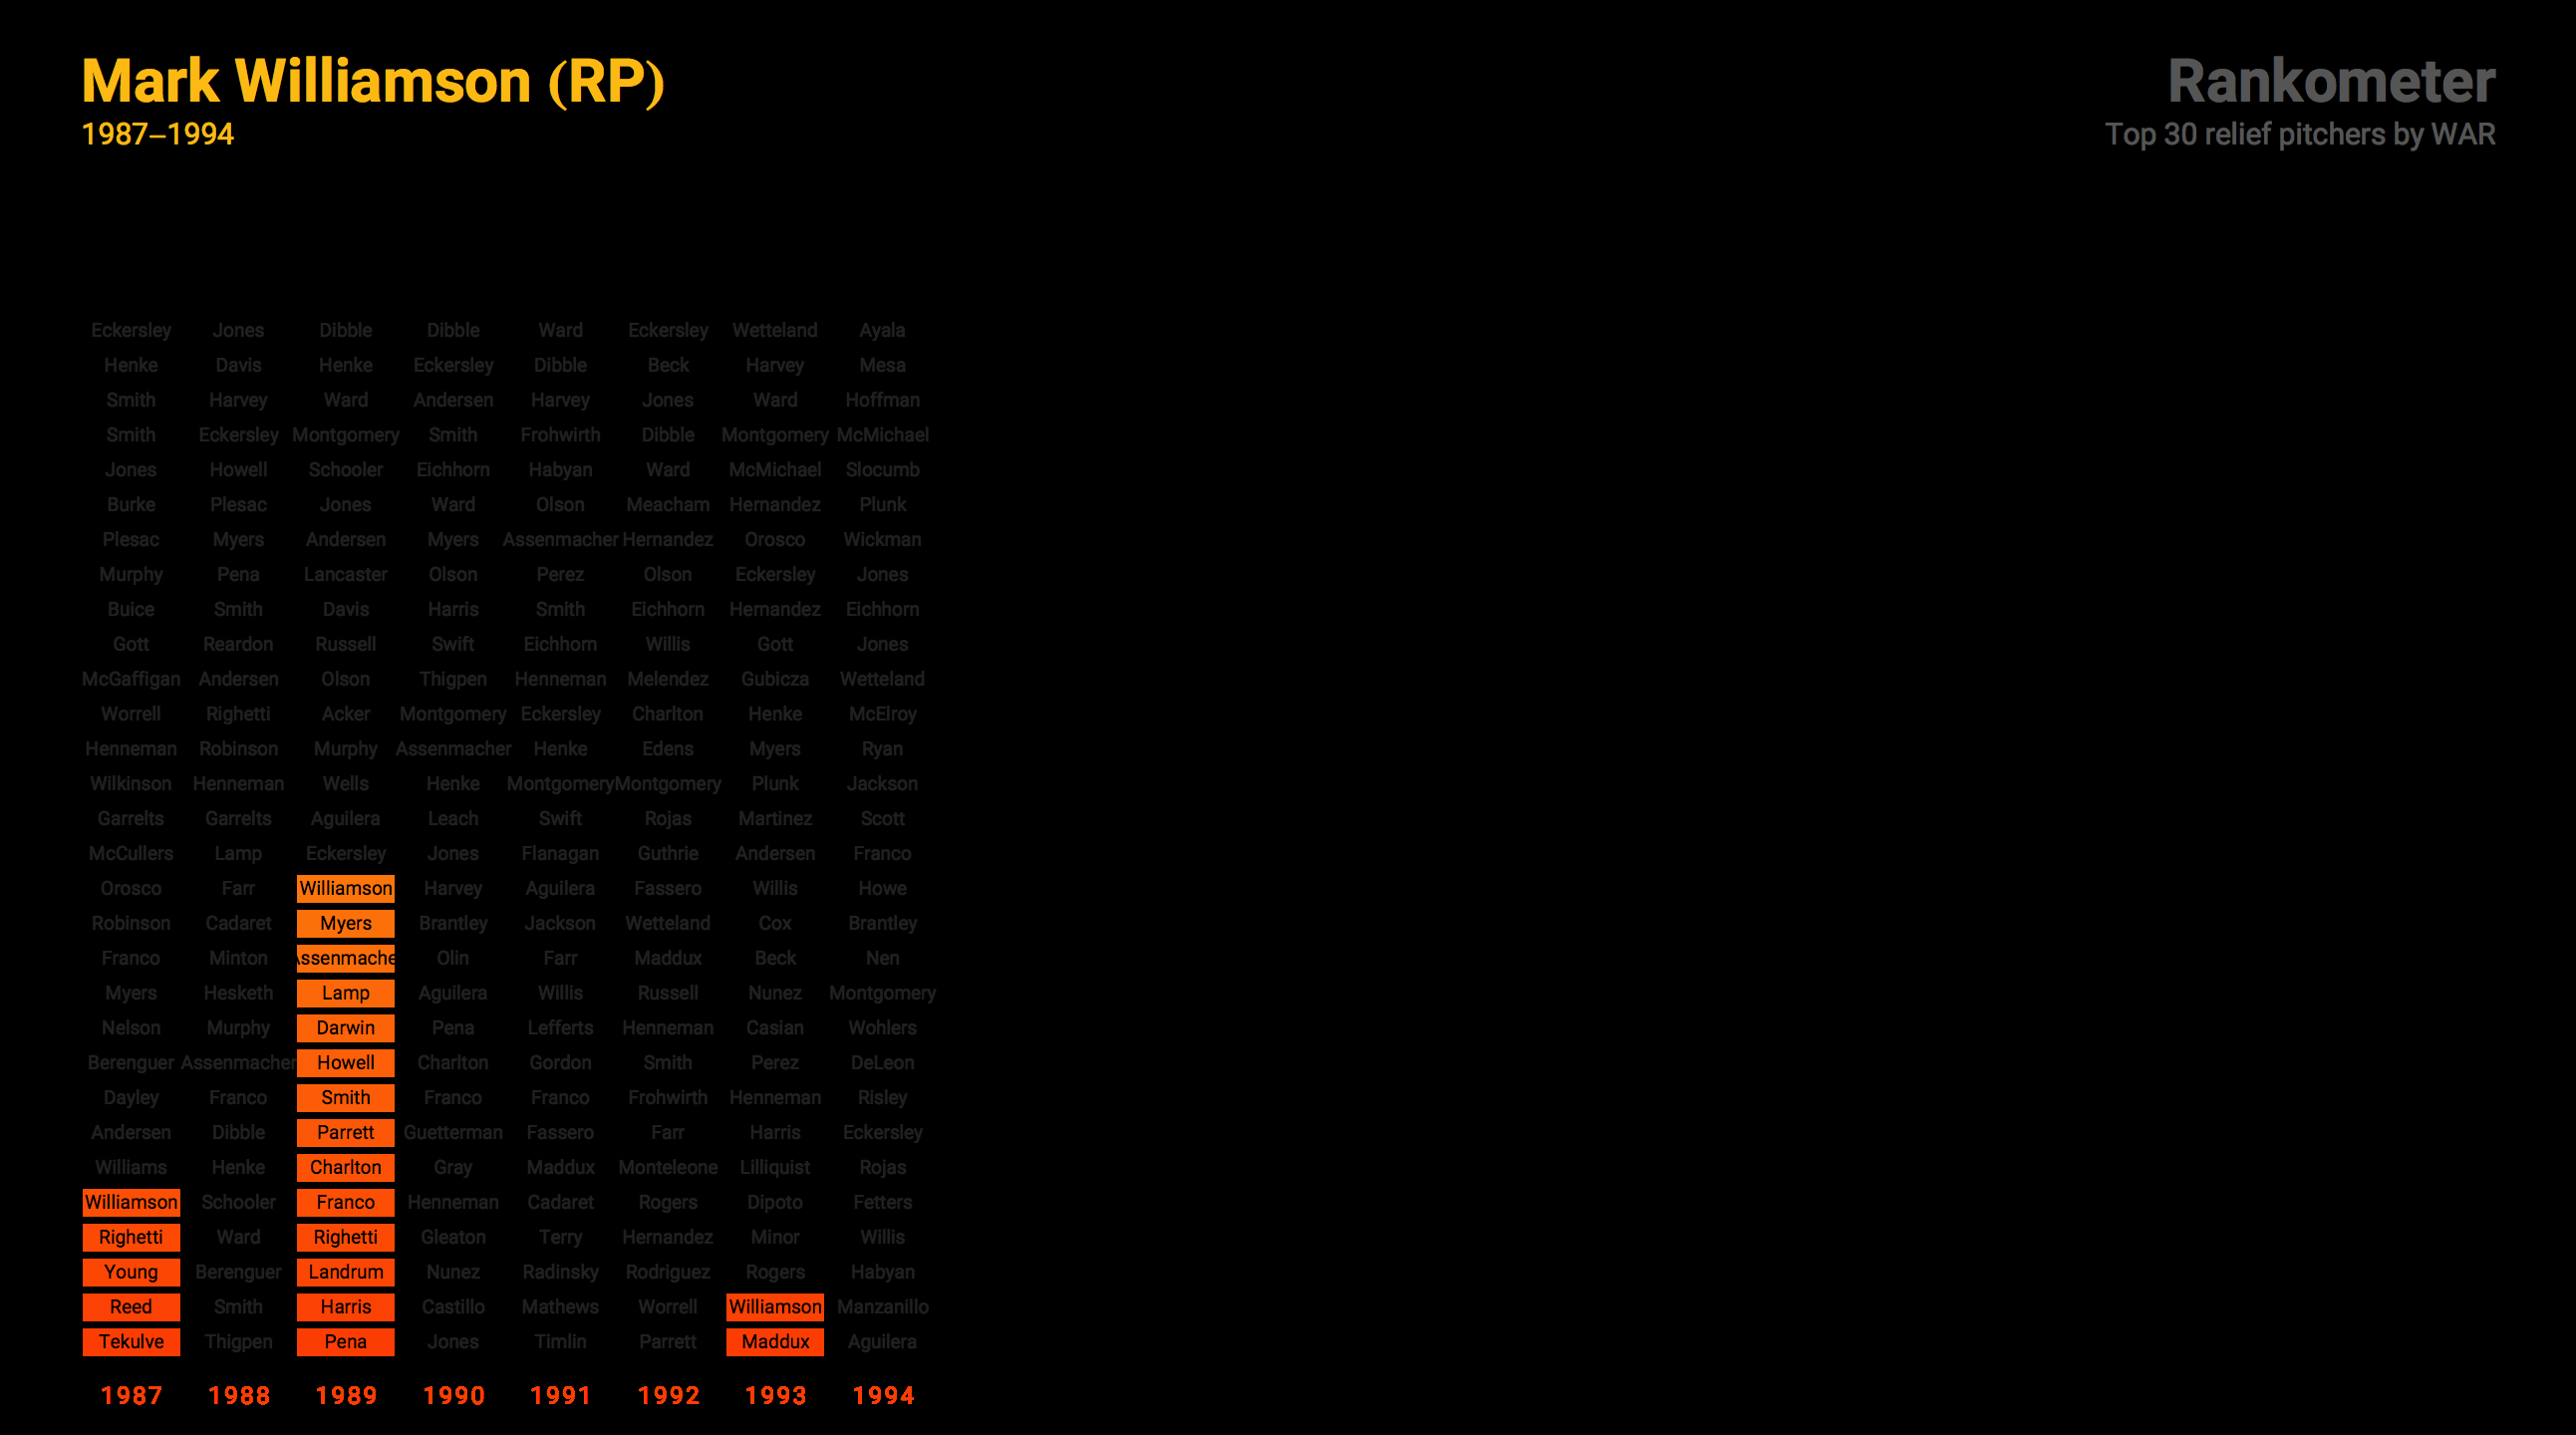 Mark Williamson (RP)
1987–1994
Rankometer
Top 30 relief pitchers by WAR
Eckersley Jones Dibble Dibble Ward Eckersley Wetteland Ayala
Henke Davis Henke Eckersley Dibble Beck Harvey Mesa
Smith Harvey Ward Andersen Harvey Jones Ward Hoffman
Smith Eckersley Montgomery Smith Frohwirth Dibble Montgomery McMichael
Jones Howell Schooler Eichhorn Habyan Ward McMichael Slocumb
Burke Plesac Jones Ward Olson Meacham Hernandez Plunk
Plesac Myers Andersen Myers Assenmacher Hernandez Orosco Wickman
Murphy Pena Lancaster Olson Perez Olson Eckersley Jones
Buice Smith Davis Harris Smith Eichhorn Hernandez Eichhorn
Gott Reardon Russell Swift Eichhorn Willis Gott Jones
McGaffigan Andersen Olson Thigpen Henneman Melendez Gubicza Wetteland
Worrell Righetti Acker Montgomery Eckersley Charlton Henke McElroy
Henneman Robinson Murphy Assenmacher Henke Edens Myers Ryan
Wilkinson Henneman Wells Henke Montgomery Montgomery Plunk Jackson
Garrelts Garrelts Aguilera Leach Swift Rojas Martinez Scott
McCullers Lamp Eckersley Jones Flanagan Guthrie Andersen Franco
Orosco Farr Williamson Harvey Aguilera Fassero Willis Howe
Robinson Cadaret Myers Brantley Jackson Wetteland Cox Brantley
Franco Minton Assenmache Olin Farr Maddux Beck Nen
Myers Hesketh Lamp Aguilera Willis Russell Nunez Montgomery
Nelson Murphy Darwin Pena Lefferts Henneman Casian Wohlers
Berenguer Assenmacher Howell Charlton Gordon Smith Perez DeLeon
Dayley Franco Smith Franco Franco Frohwirth Henneman Risley
Andersen Dibble Parrett Guetterman Fassero Farr Harris Eckersley
Williams Henke Charlton Gray Maddux Monteleone Lilliquist Rojas
Williamson Schooler Franco Henneman Cadaret Rogers Dipoto Fetters
Righetti Ward Righetti Gleaton Terry Hernandez Minor Willis
Young Berenguer Landrum Nunez Radinsky Rodriguez Rogers Habyan
Reed Smith Harris Castillo Mathews Worrell Williamson Manzanillo
Tekulve Thigpen Pena Jones Timlin Parrett Maddux Aguilera
1987 1988 1989 1990 1991 1992 1993 1994